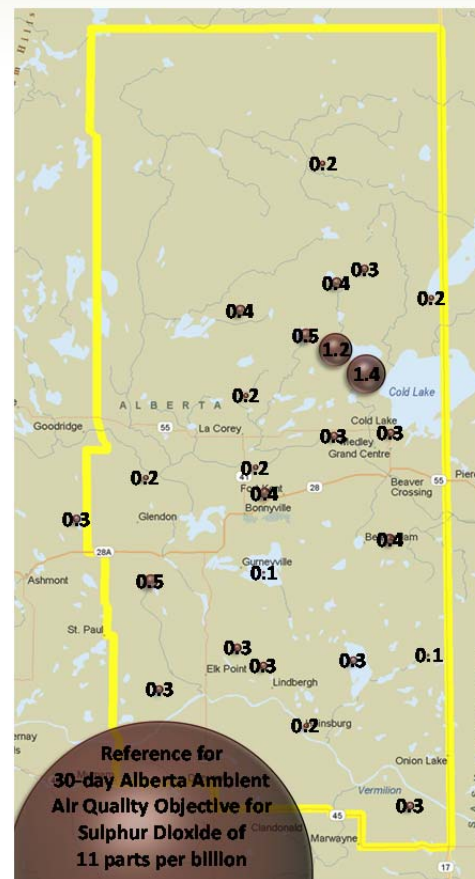 Hills
0.2
0.3
0.4
0.2
0.4
0.5
1.2
1.4
Cold Lake
0.2
ALBERTA
Goodridge
55
La Corey
Cold Lake
0.3
0.3
Medley
Grand Centre
0.2
0.2
41
Fort Kent
28
Beaver
Crossing
55
0.4
Bonnyville
0.3
Glendon
0.4
28A
Gurneyville
Ashmont
0.5
0.1
St. Paul
0.3
Elk Point
0.3
0.3
0.1
Lindbergh
0.3
0.2
Onion Lake
Vermilion
0.3
45
Clandonald
Marwayne
17
Reference for
30-day Alberta Ambient
Air Quality Objective for
Sulphur Dioxide of
11 parts per billion